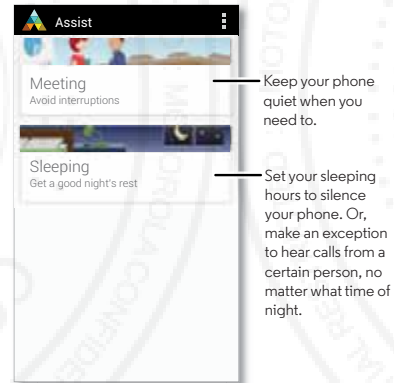 Assist
Meeting
Avoid interruptions
Sleeping
Get a good night's rest
Keep your phone
quiet when you
need to.
Set your sleeping
hours to silence
your phone. Or,
make an exception
to hear calls from a
certain person, no
matter what time of
night.